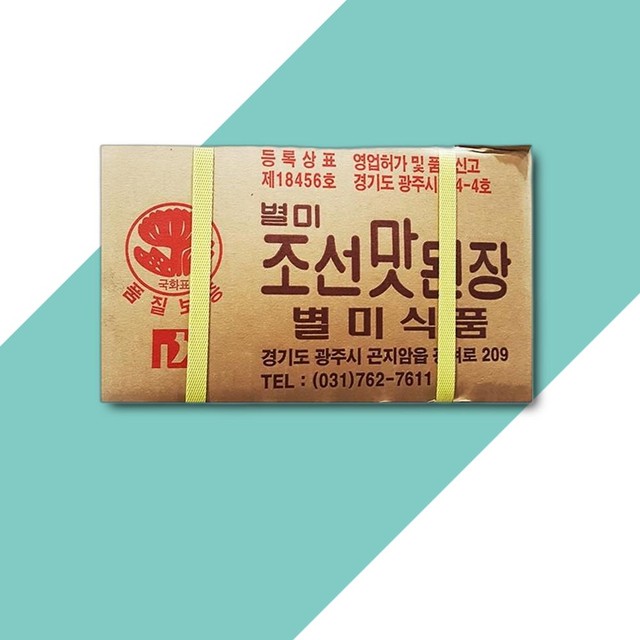 등록상표 영업허가 및 품 신고
제18456호 경기도 광주시 4-4호
별미
조선맛된장
별미식품
경기도 광주시 곤지암읍 209
TEL : (031)762-7611
국화표
품질보